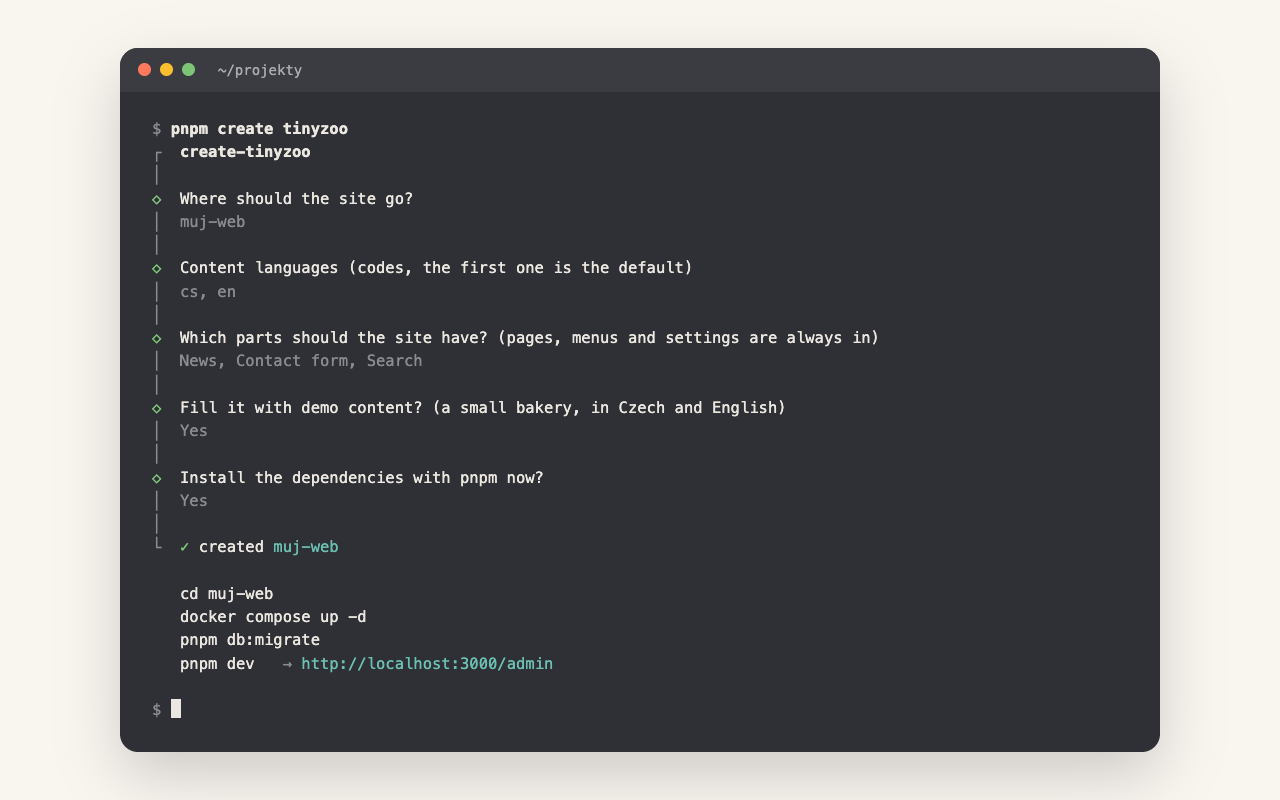 ~/projekty
$ pnpm create tinyzoo
┌  create-tinyzoo
│
◇  Where should the site go?
│  muj-web
│
◇  Content languages (codes, the first one is the default)
│  cs, en
│
◇  Which parts should the site have? (pages, menus and settings are always in)
│  News, Contact form, Search
│
◇  Fill it with demo content? (a small bakery, in Czech and English)
│  Yes
│
◇  Install the dependencies with pnpm now?
│  Yes
│
└  ✓ created muj-web
cd muj-web
docker compose up -d
pnpm db:migrate
pnpm dev   → http://localhost:3000/admin
$